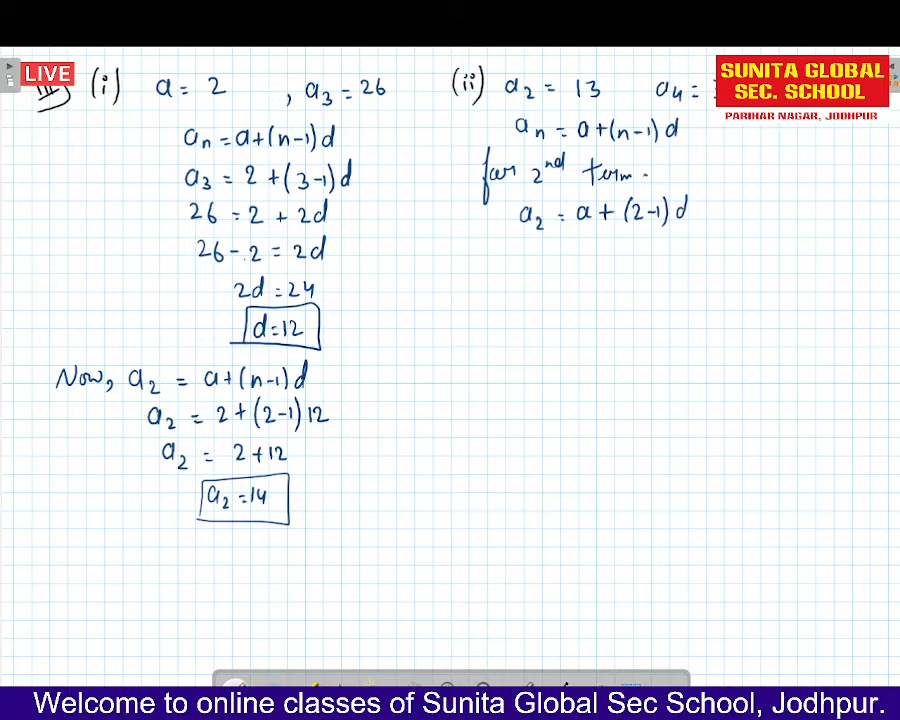 LIVE
SUNITA GLOBAL
SEC. SCHOOL
PARIHAR NAGAR, JODHPUR
III) (i) a = 2 , a₃ = 26
aₙ = a+(n-1)d
a₃ = 2 + (3-1)d
26 = 2 + 2d
26 - 2 = 2d
2d = 24
d = 12
Now, a₂ = a+(n-1)d
a₂ = 2 + (2-1)12
a₂ = 2 + 12
a₂ = 14
(ii) a₂ = 13 a₄ =
aₙ = a+(n-1)d
for 2nd term.
a₂ = a + (2-1)d
Welcome to online classes of Sunita Global Sec School, Jodhpur.